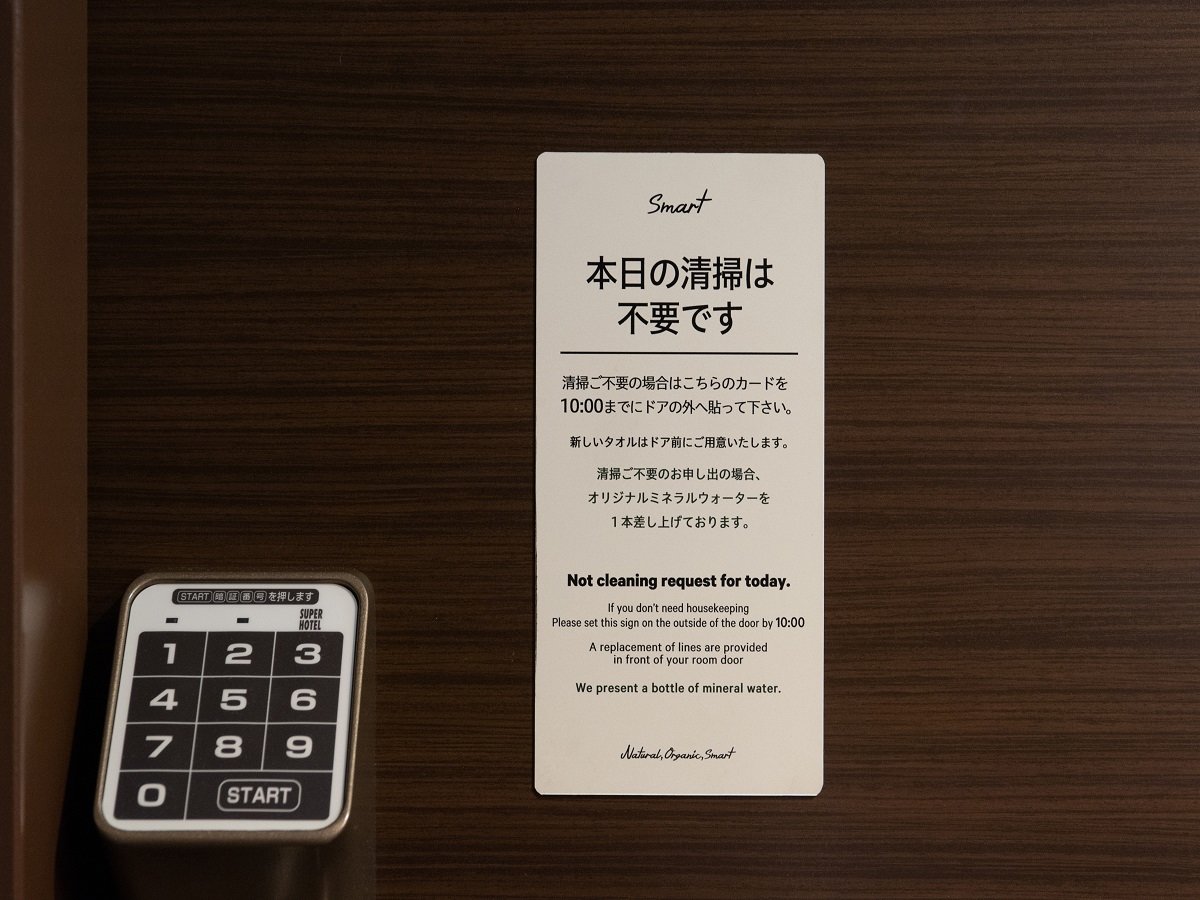 Smart
本日の清掃は
不要です
清掃ご不要の場合はこちらのカードを
10:00までにドアの外へ貼って下さい。
新しいタオルはドア前にご用意いたします。
清掃ご不要のお申し出の場合、
オリジナルミネラルウォーターを
1本差し上げております。
Not cleaning request for today.
If you don't need housekeeping
Please set this sign on the outside of the door by 10:00
A replacement of lines are provided
in front of your room door
We present a bottle of mineral water.
Natural, Organic, Smart
START 暗証番号を押します
SUPER
HOTEL
1 2 3
4 5 6
7 8 9
0 START